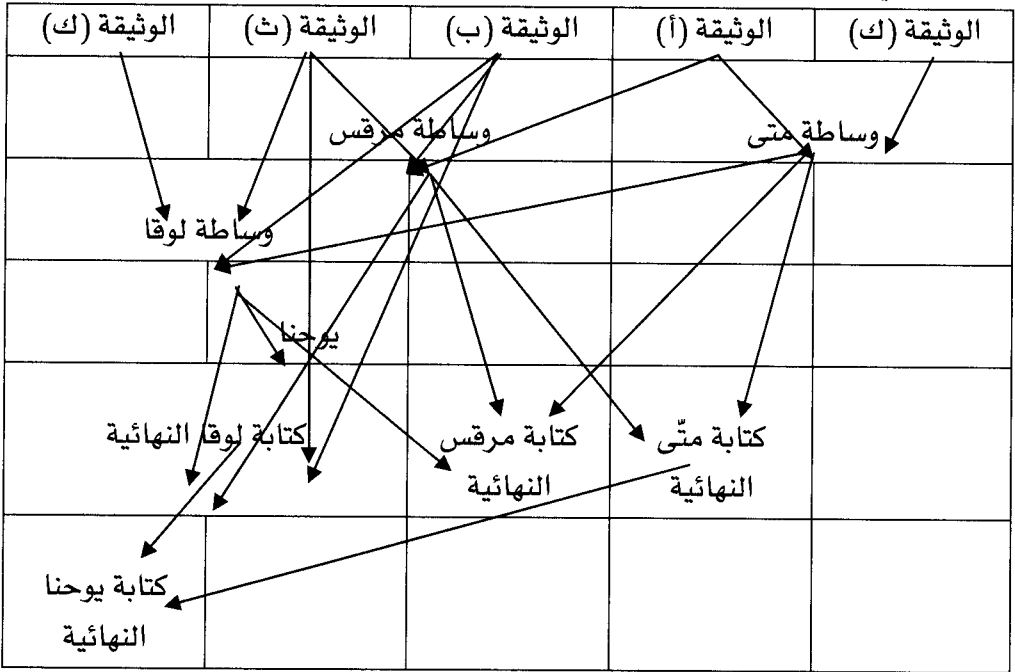 الوثيقة (ك) الوثيقة (أ) الوثيقة (ب) الوثيقة (ث) الوثيقة (ك)
وساطة متى وساطة مرقس
وساطة لوقا
يوحنا
كتابة متّى كتابة مرقس كتابة لوقا النهائية
النهائية النهائية
كتابة يوحنا
النهائية